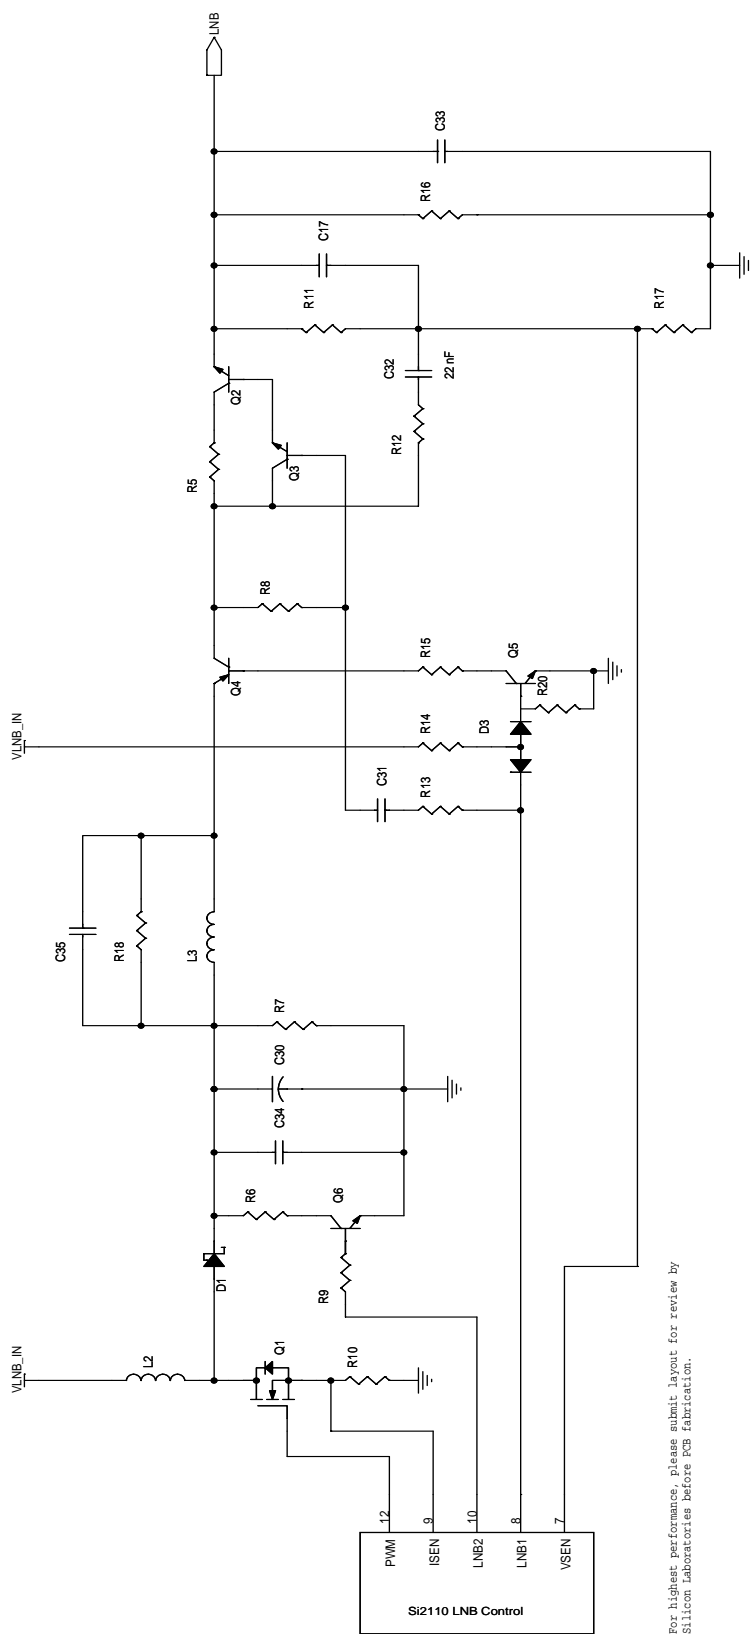 VLNB_IN
L2
D1
Q1
R10
R9
R6
Q6
C34
C30
R7
L3
R18
C35
VLNB_IN
Q4
R8
R5
Q2
Q3
R12
C32
22 nF
R11
C17
R16
C33
LNB
C31
R13
R14
D3
R15
Q5
R20
R17
PWM 12
ISEN 9
LNB2 10
LNB1 8
VSEN 7
Si2110 LNB Control
For highest performance, please submit layout for review by
Silicon Laboratories before PCB fabrication.